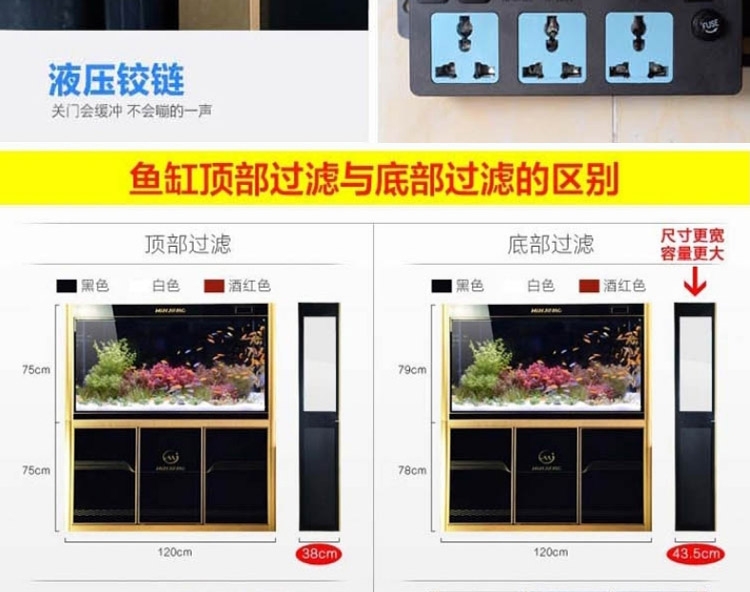 液压铰链
关门会缓冲 不会嘣的一声
FUSE
鱼缸顶部过滤与底部过滤的区别
顶部过滤
黑色 白色 酒红色
75cm
75cm
120cm
38cm
底部过滤
尺寸更宽
容量更大
黑色 白色 酒红色
79cm
78cm
120cm
43.5cm